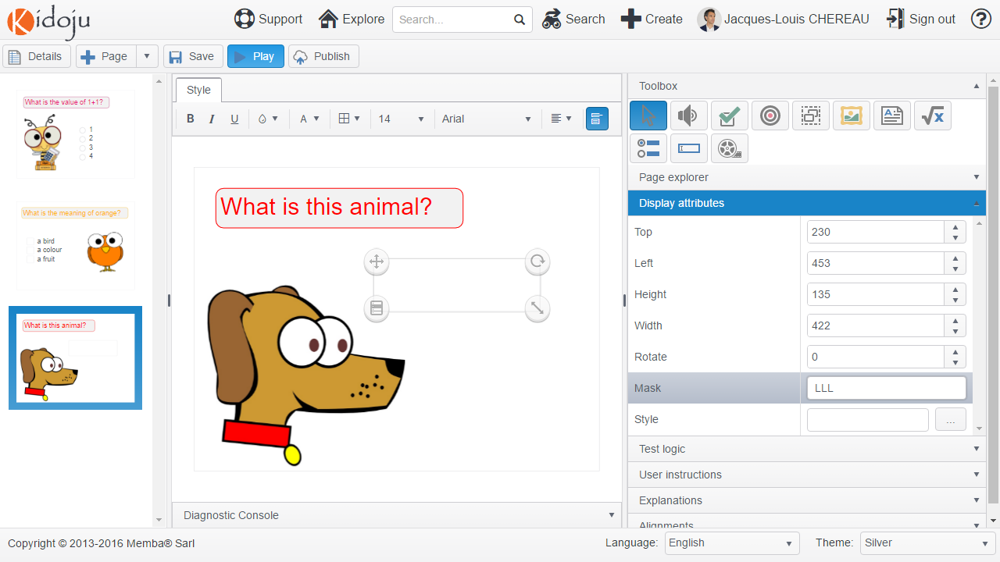 Kidoju
Support
Explore
Search...
Search
Create
Jacques-Louis CHEREAU
Sign out
Details
Page
Save
Play
Publish
What is the value of 1+1?
1
2
3
4
What is the meaning of orange?
a bird
a colour
a fruit
What is this animal?
Style
B I U A 14 Arial
What is this animal?
Diagnostic Console
Toolbox
Page explorer
Display attributes
Top 230
Left 453
Height 135
Width 422
Rotate 0
Mask LLL
Style ...
Test logic
User instructions
Explanations
Alignments
Copyright © 2013-2016 Memba® Sarl
Language: English
Theme: Silver